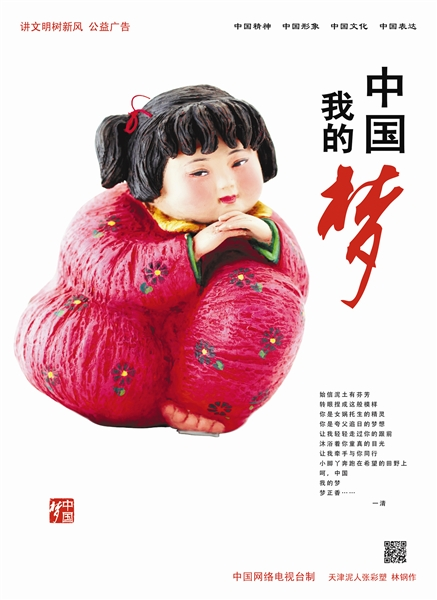 讲文明树新风 公益广告
中国精神 中国形象 中国文化 中国表达
中国
我的
梦
始信泥土有芬芳
转眼捏成这般模样
你是女娲托生的精灵
你是夸父追日的梦想
让我轻轻走过你的跟前
沐浴着你童真的目光
让我牵手与你同行
小脚丫奔跑在希望的田野上
呵，中国
我的梦
梦正香……
一清
中国
梦
中国网络电视台制 天津泥人张彩塑 林钢作